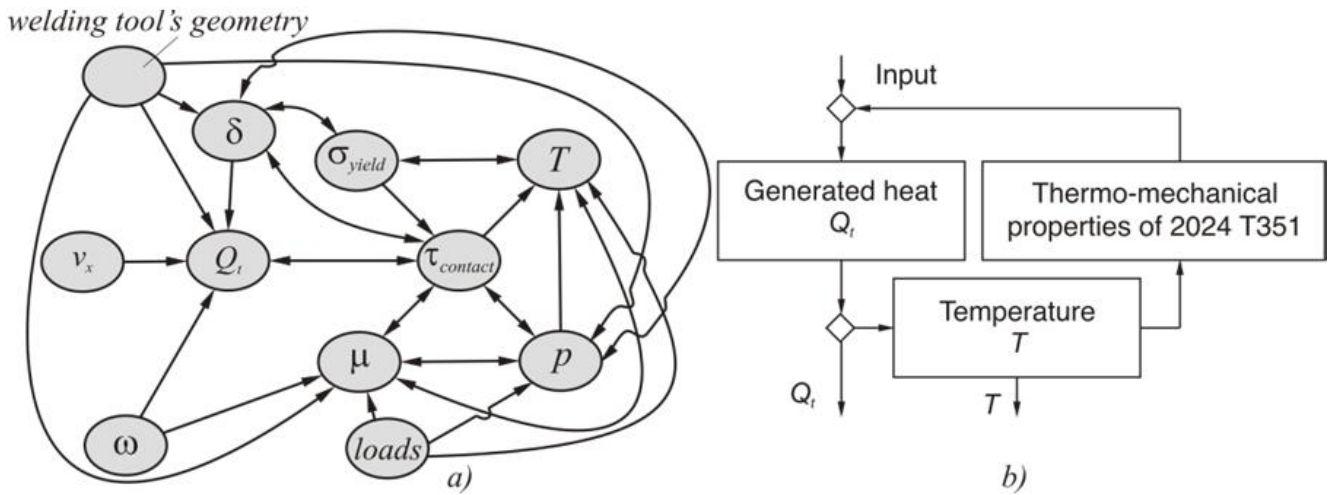 welding tool's geometry
δ
σyield
T
vx
Qt
τcontact
μ
p
ω
loads
a)
Input
Generated heat
Qt
Thermo-mechanical
properties of 2024 T351
Temperature
T
Qt
T
b)